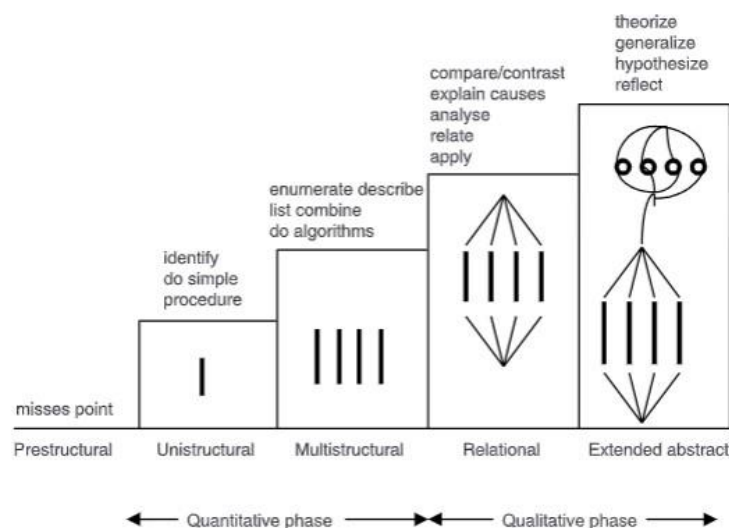 theorize
generalize
hypothesize
reflect
compare/contrast
explain causes
analyse
relate
apply
enumerate describe
list combine
do algorithms
identify
do simple
procedure
misses point
Prestructural
Unistructural
Multistructural
Relational
Extended abstract
Quantitative phase
Qualitative phase